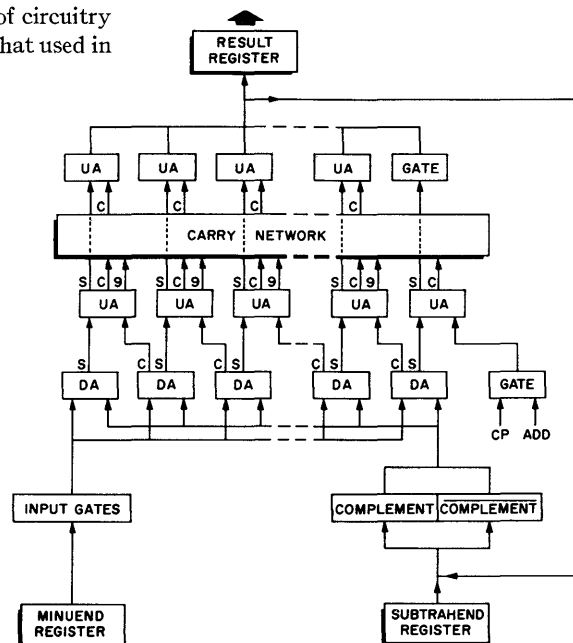 of circuitry
hat used in
RESULT
REGISTER
UA UA UA UA GATE
C C C C
CARRY NETWORK
S C 9 S C 9 S C 9 S C 9 S C
UA UA UA UA UA
S C S C S C C S
DA DA DA DA DA GATE
CP ADD
INPUT GATES COMPLEMENT COMPLEMENT
MINUEND
REGISTER
SUBTRAHEND
REGISTER